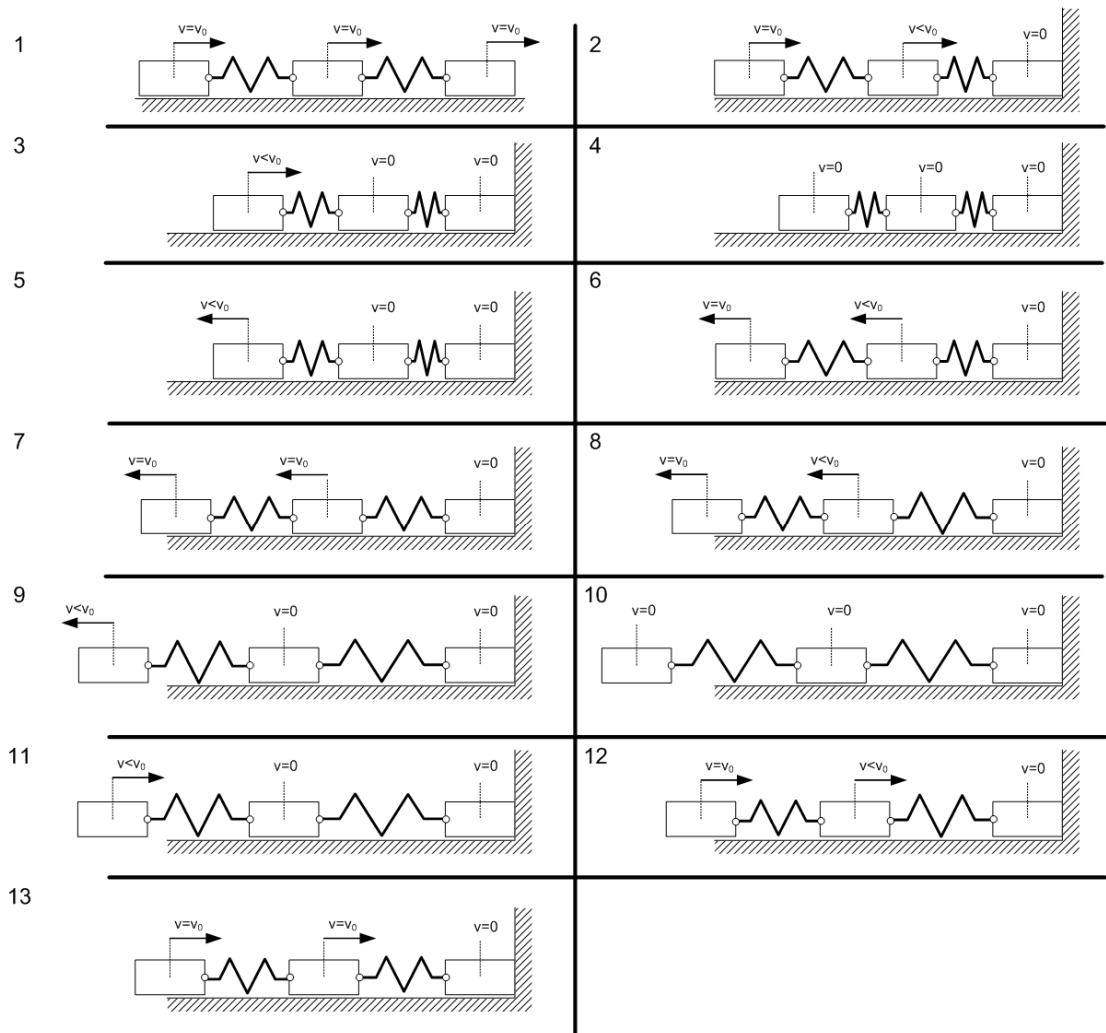 1 v=v₀ v=v₀ v=v₀
2 v=v₀ v<v₀ v=0
3 v<v₀ v=0 v=0
4 v=0 v=0 v=0
5 v<v₀ v=0 v=0
6 v=v₀ v<v₀ v=0
7 v=v₀ v=v₀ v=0
8 v=v₀ v<v₀ v=0
9 v<v₀ v=0 v=0
10 v=0 v=0 v=0
11 v<v₀ v=0 v=0
12 v=v₀ v<v₀ v=0
13 v=v₀ v=v₀ v=0